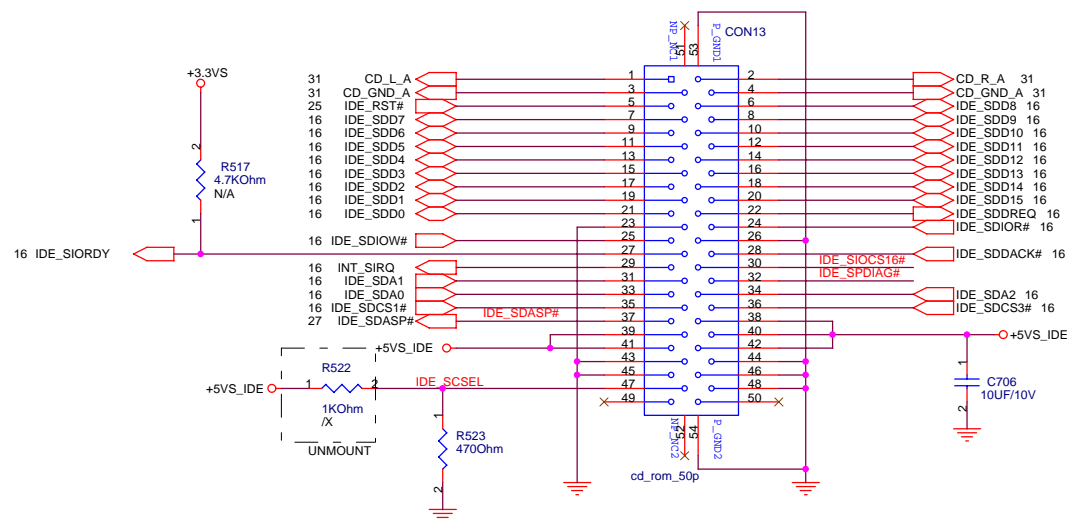 NP_NC1
51
53
P_GND1
CON13
+3.3VS
31 CD_L_A 1 2 CD_R_A 31
31 CD_GND_A 3 4 CD_GND_A 31
25 IDE_RST# 5 6 IDE_SDD8 16
16 IDE_SDD7 7 8 IDE_SDD9 16
16 IDE_SDD6 9 10 IDE_SDD10 16
16 IDE_SDD5 11 12 IDE_SDD11 16
16 IDE_SDD4 13 14 IDE_SDD12 16
16 IDE_SDD3 15 16 IDE_SDD13 16
16 IDE_SDD2 17 18 IDE_SDD14 16
16 IDE_SDD1 19 20 IDE_SDD15 16
16 IDE_SDD0 21 22 IDE_SDDREQ 16
23 24 IDE_SDIOR# 16
2
R517
4.7KOhm
N/A
1
16 IDE_SDIOW# 25 26
16 IDE_SIORDY 27 28 IDE_SDDACK# 16
16 INT_SIRQ 29 30 IDE_SIOCS16#
16 IDE_SDA1 31 32 IDE_SPDIAG#
16 IDE_SDA0 33 34 IDE_SDA2 16
16 IDE_SDCS1# 35 36 IDE_SDCS3# 16
27 IDE_SDASP# IDE_SDASP# 37 38
39 40 +5VS_IDE
+5VS_IDE 41 42
43 44
45 46
+5VS_IDE 1 R522 2 IDE_SCSEL 47 48
49 50
1KOhm
/X
UNMOUNT
1
R523
470Ohm
2
1
C706
10UF/10V
2
NP_NC2
52
54
P_GND2
cd_rom_50p